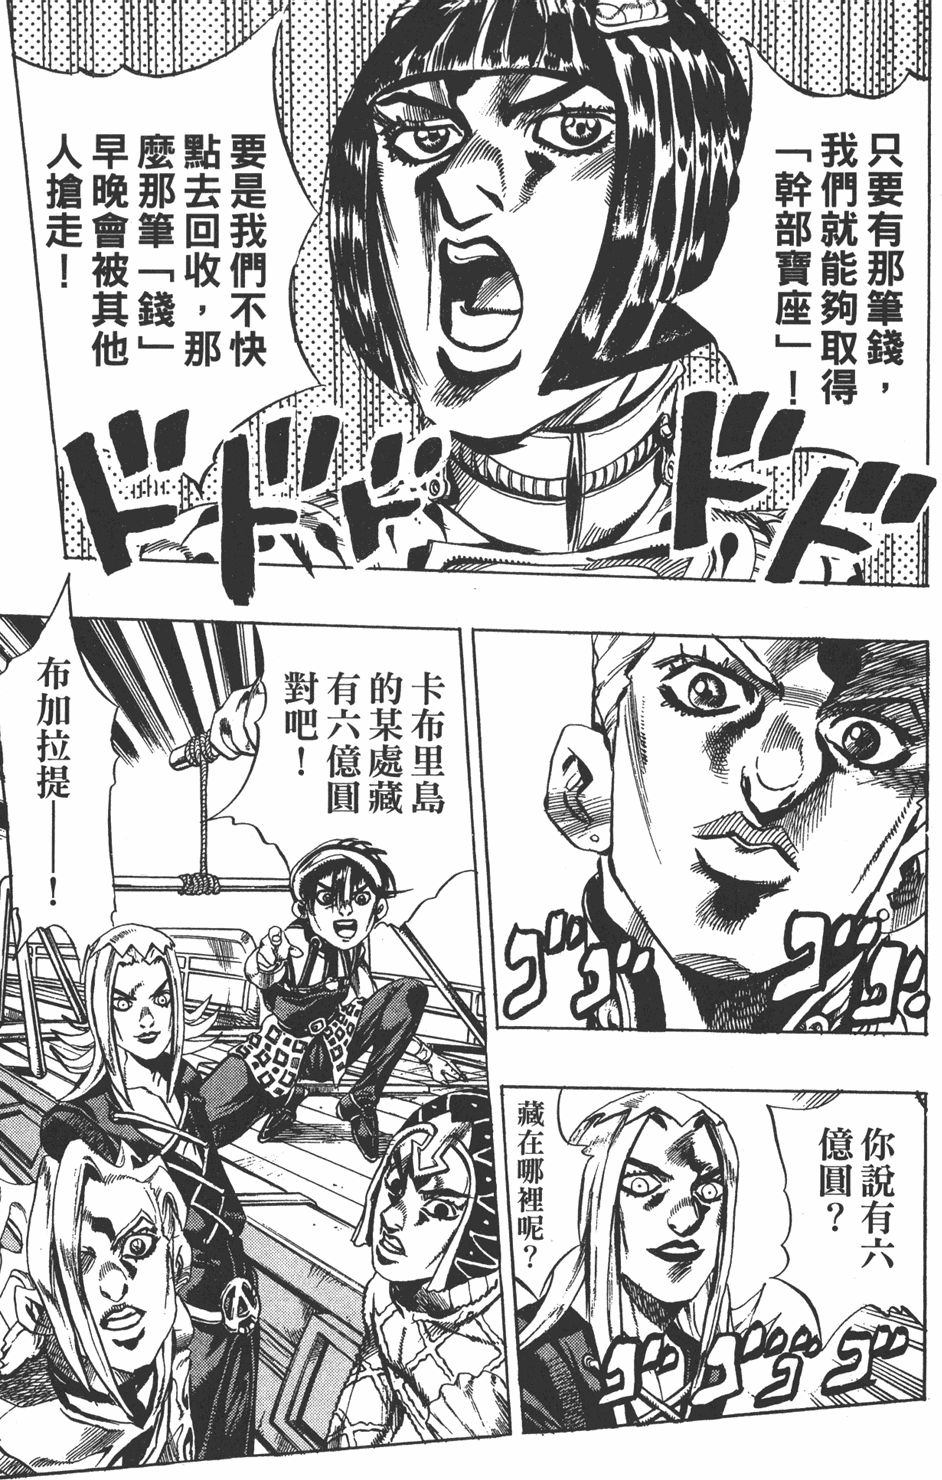 只要有那筆錢，
我們就能夠取得
「幹部寶座」！
要是我們不快
點去回收，那
麼那筆「錢」
早晚會被其他
人搶走！
ドドドドド
ゴゴゴゴ
你說有六
億圓？
藏在哪裡呢？
ゴゴゴゴ
卡布里島
的某處藏
有六億圓
對吧！
布加拉提——！